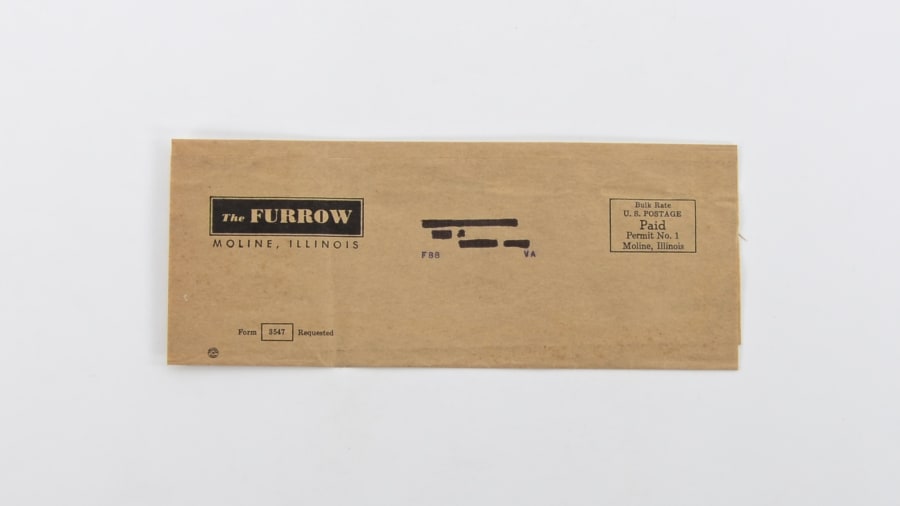 The FURROW
MOLINE, ILLINOIS
F88 VA
Bulk Rate
U. S. POSTAGE
Paid
Permit No. 1
Moline, Illinois
Form 3547 Requested